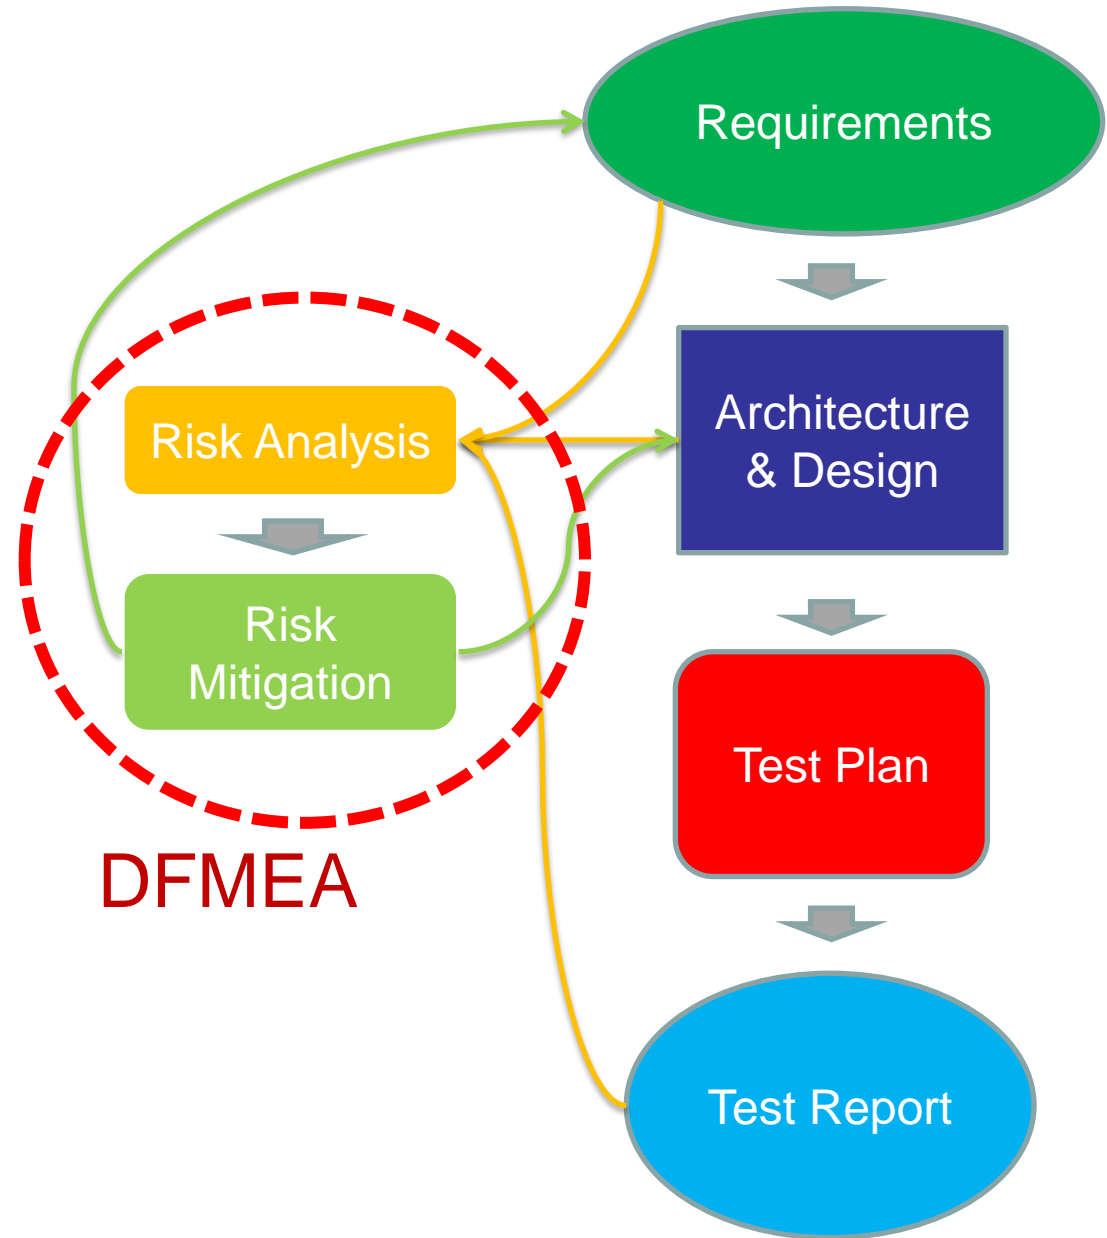 Requirements
Architecture
& Design
Risk Analysis
Risk
Mitigation
Test Plan
DFMEA
Test Report